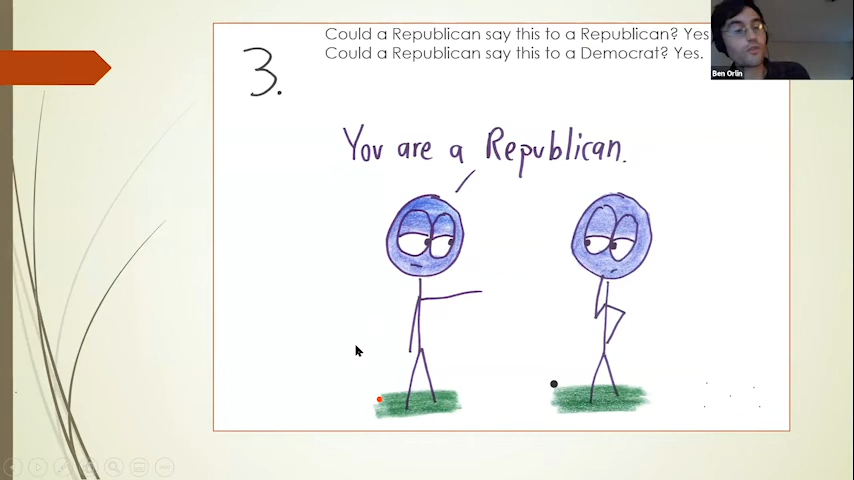 Could a Republican say this to a Republican? Yes
Could a Republican say this to a Democrat? Yes.
Ben Orlin
3.
You are a Republican.